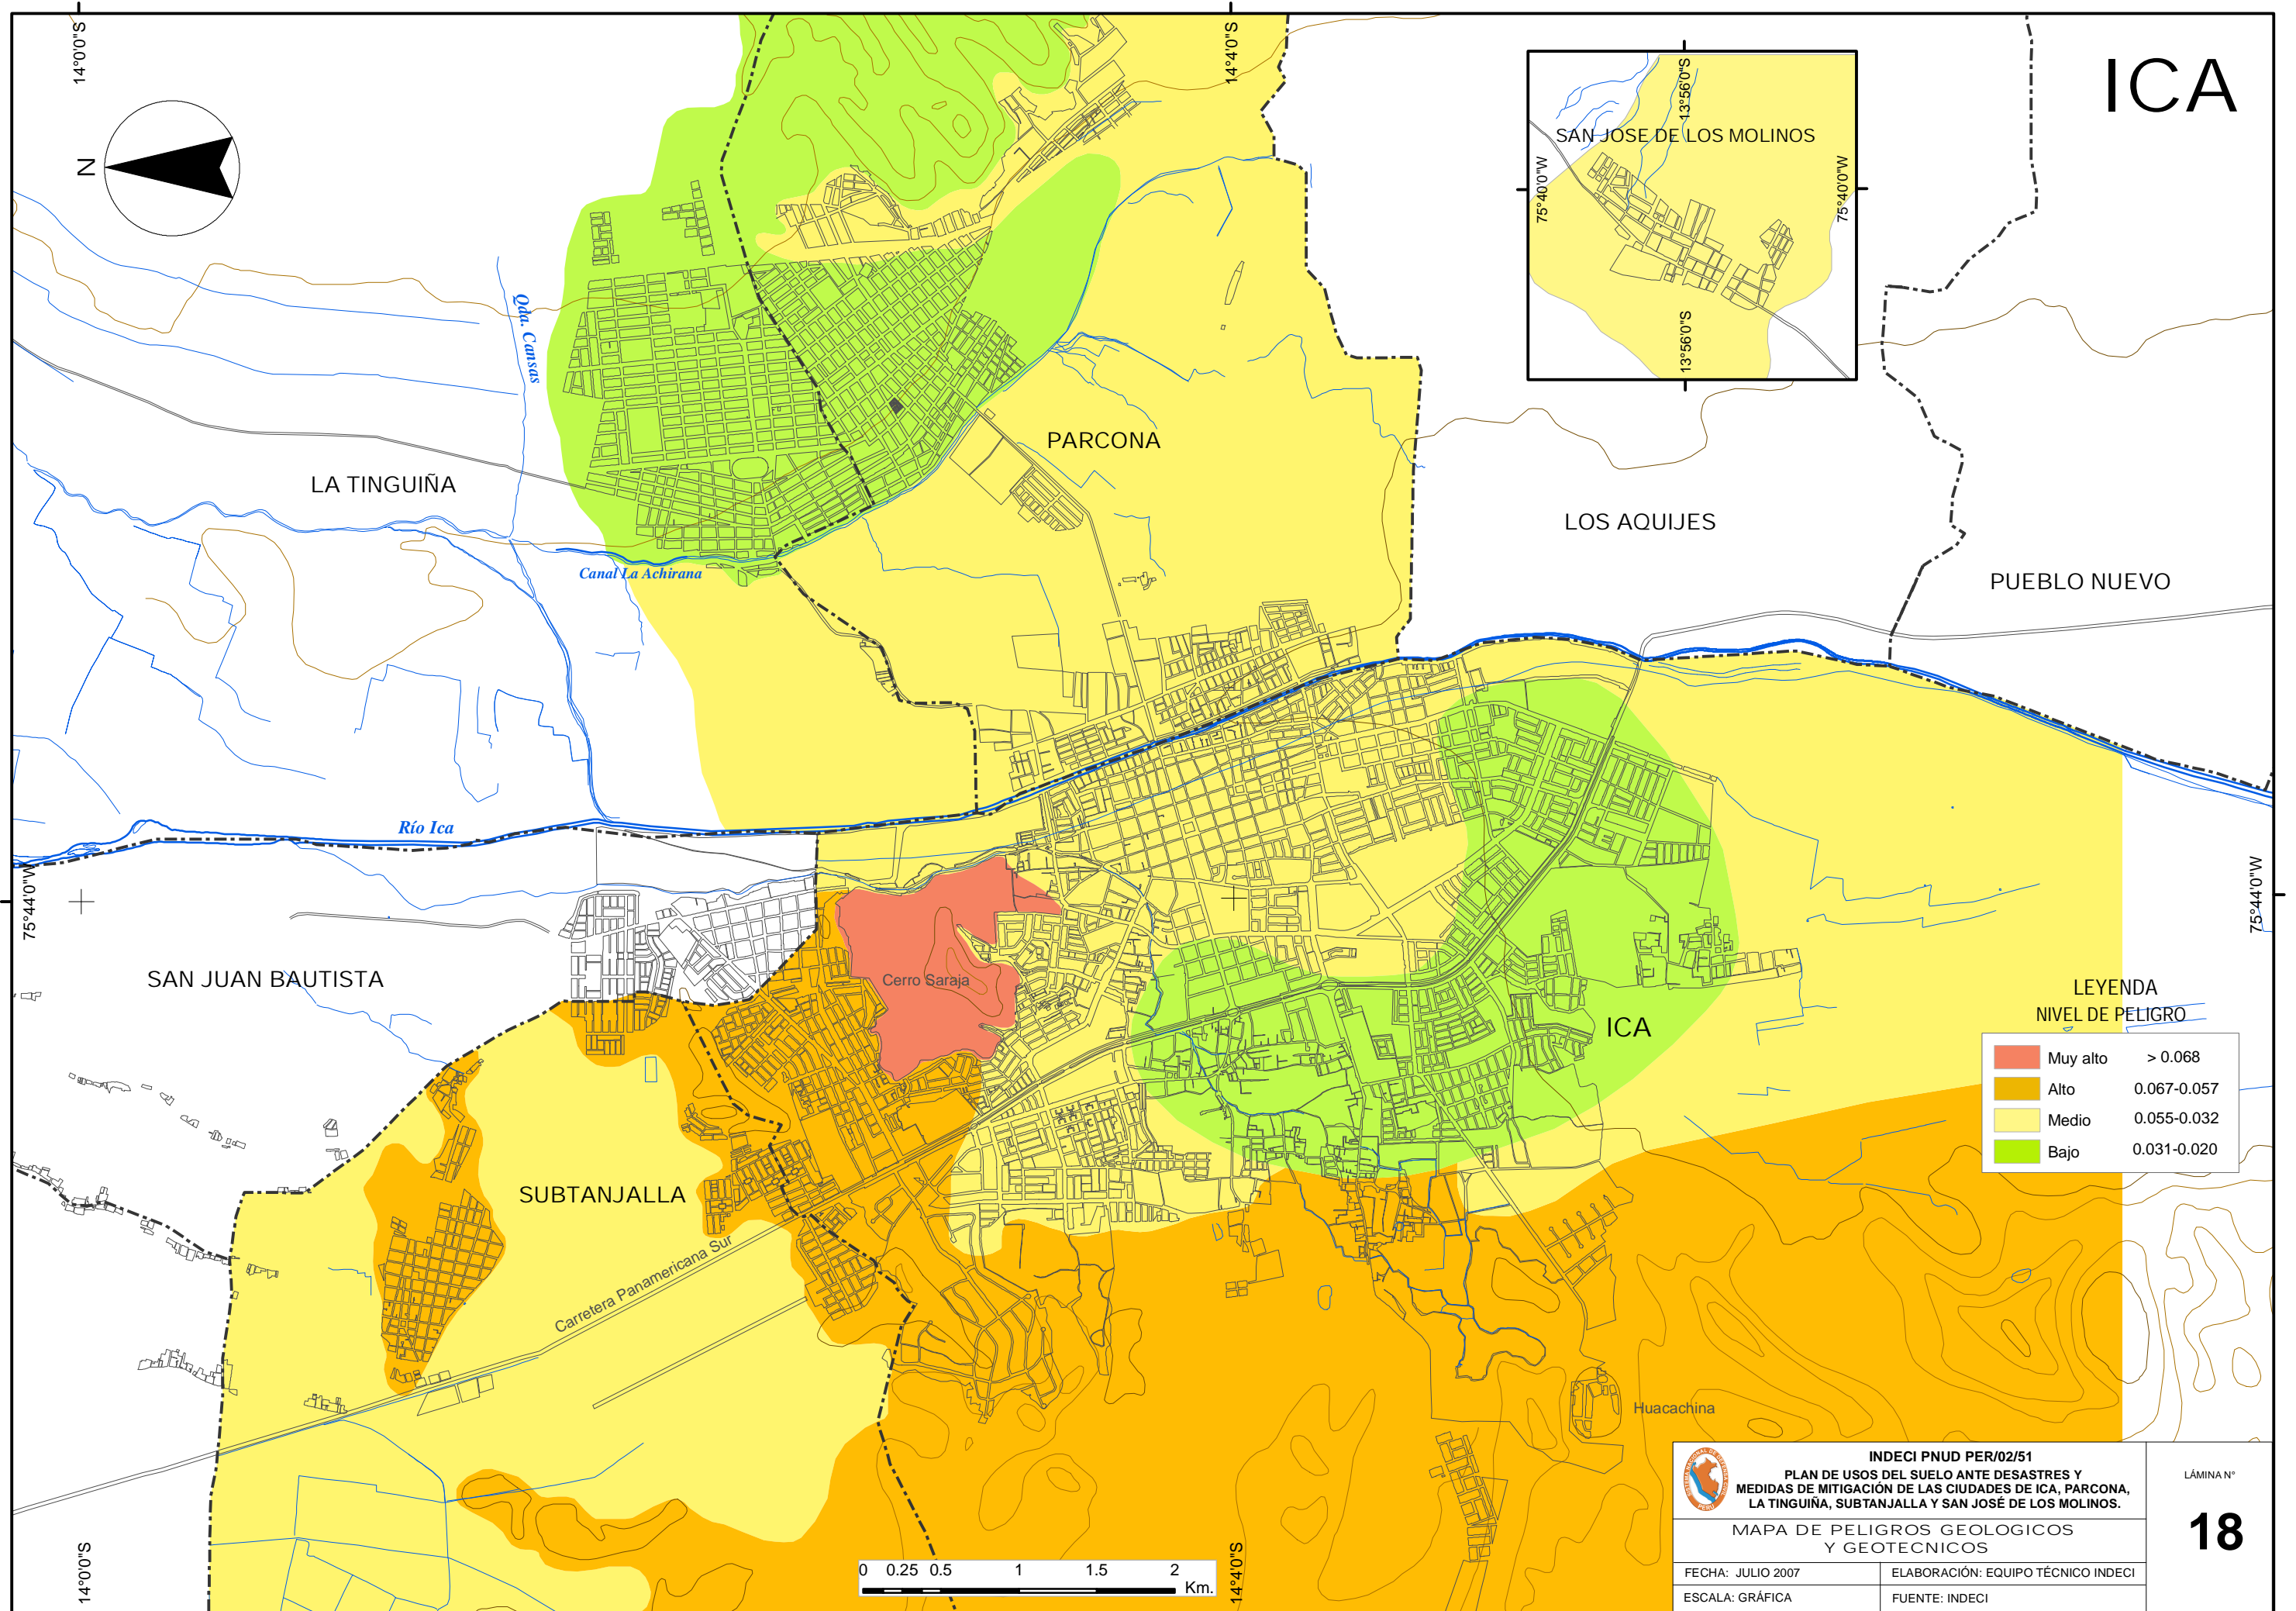 14°0'0"S
14°4'0"S
ICA
N
13°56'0"S
SAN JOSE DE LOS MOLINOS
75°40'0"W
75°40'0"W
13°56'0"S
Qda. Cansas
PARCONA
LA TINGUIÑA
LOS AQUIJES
Canal La Achirana
PUEBLO NUEVO
Río Ica
75°44'0"W
75°44'0"W
SAN JUAN BAUTISTA
Cerro Saraja
ICA
LEYENDA
NIVEL DE PELIGRO
Muy alto > 0.068
Alto 0.067-0.057
Medio 0.055-0.032
Bajo 0.031-0.020
SUBTANJALLA
Carretera Panamericana Sur
Huacachina
INDECI PNUD PER/02/51
PLAN DE USOS DEL SUELO ANTE DESASTRES Y
MEDIDAS DE MITIGACIÓN DE LAS CIUDADES DE ICA, PARCONA,
LA TINGUIÑA, SUBTANJALLA Y SAN JOSÉ DE LOS MOLINOS.
LÁMINA N°
18
MAPA DE PELIGROS GEOLOGICOS
Y GEOTECNICOS
FECHA: JULIO 2007
ELABORACIÓN: EQUIPO TÉCNICO INDECI
ESCALA: GRÁFICA
FUENTE: INDECI
14°0'0"S
0 0.25 0.5 1 1.5 2
Km.
14°4'0"S